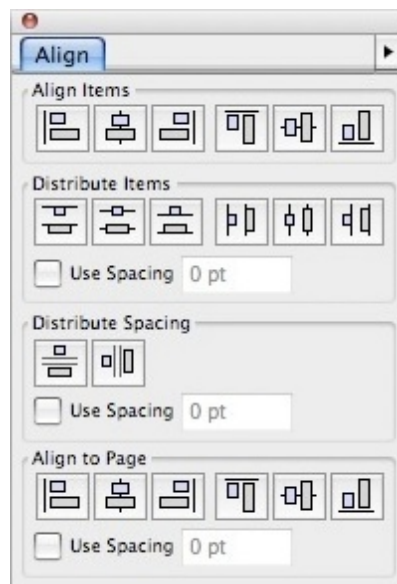 Align
Align Items
Distribute Items
Use Spacing 0 pt
Distribute Spacing
Use Spacing 0 pt
Align to Page
Use Spacing 0 pt